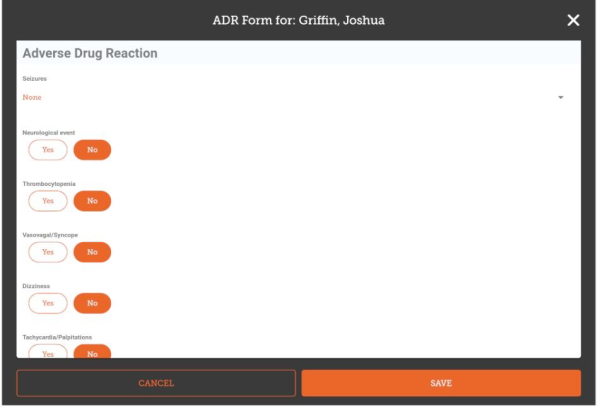 ADR Form for: Griffin, Joshua
Adverse Drug Reaction
Seizures
None
Neurological event
Yes No
Thrombocytopenia
Yes No
Vasovagal/Syncope
Yes No
Dizziness
Yes No
Tachycardia/Palpitations
Yes No
CANCEL SAVE